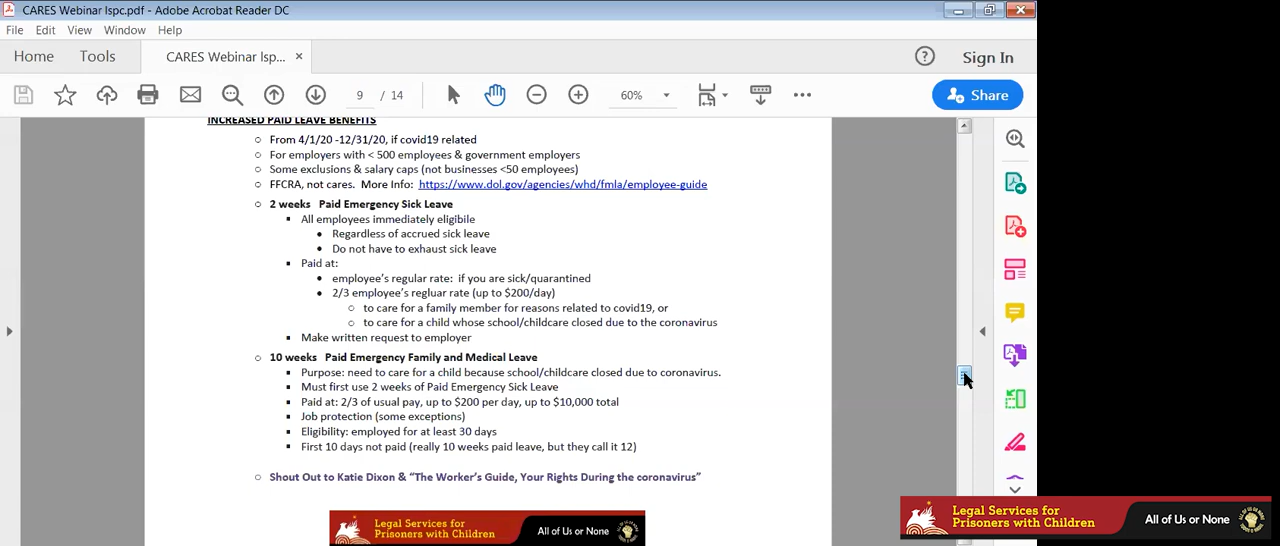 CARES Webinar lspc.pdf - Adobe Acrobat Reader DC
File Edit View Window Help
Home Tools CARES Webinar lsp... × Sign In
9 / 14 60% Share
INCREASED PAID LEAVE BENEFITS
From 4/1/20 -12/31/20, if covid19 related
For employers with < 500 employees & government employers
Some exclusions & salary caps (not businesses <50 employees)
FFCRA, not cares. More Info: https://www.dol.gov/agencies/whd/fmla/employee-guide
2 weeks Paid Emergency Sick Leave
All employees immediately eligibile
Regardless of accrued sick leave
Do not have to exhaust sick leave
Paid at:
employee's regular rate: if you are sick/quarantined
2/3 employee's regluar rate (up to $200/day)
to care for a family member for reasons related to covid19, or
to care for a child whose school/childcare closed due to the coronavirus
Make written request to employer
10 weeks Paid Emergency Family and Medical Leave
Purpose: need to care for a child because school/childcare closed due to coronavirus.
Must first use 2 weeks of Paid Emergency Sick Leave
Paid at: 2/3 of usual pay, up to $200 per day, up to $10,000 total
Job protection (some exceptions)
Eligibility: employed for at least 30 days
First 10 days not paid (really 10 weeks paid leave, but they call it 12)
Shout Out to Katie Dixon & "The Worker's Guide, Your Rights During the coronavirus"
Legal Services for
Prisoners with Children
All of Us or None
Legal Services for
Prisoners with Children
All of Us or None